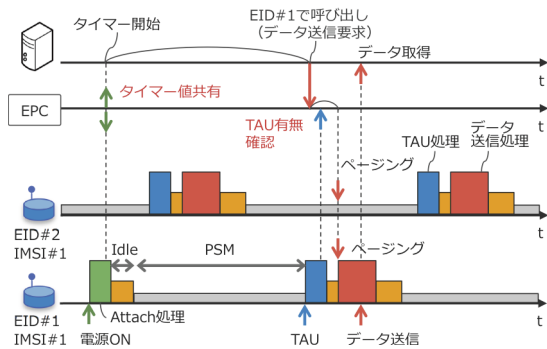 タイマー開始
EID#1で呼び出し
(データ送信要求)
データ取得
t
タイマー値共有
EPC
t
TAU有無
確認
TAU処理
データ
送信処理
ページング
EID#2
IMSI#1
t
Idle
PSM
ページング
Attach処理
EID#1
IMSI#1
電源ON
TAU
データ送信
t